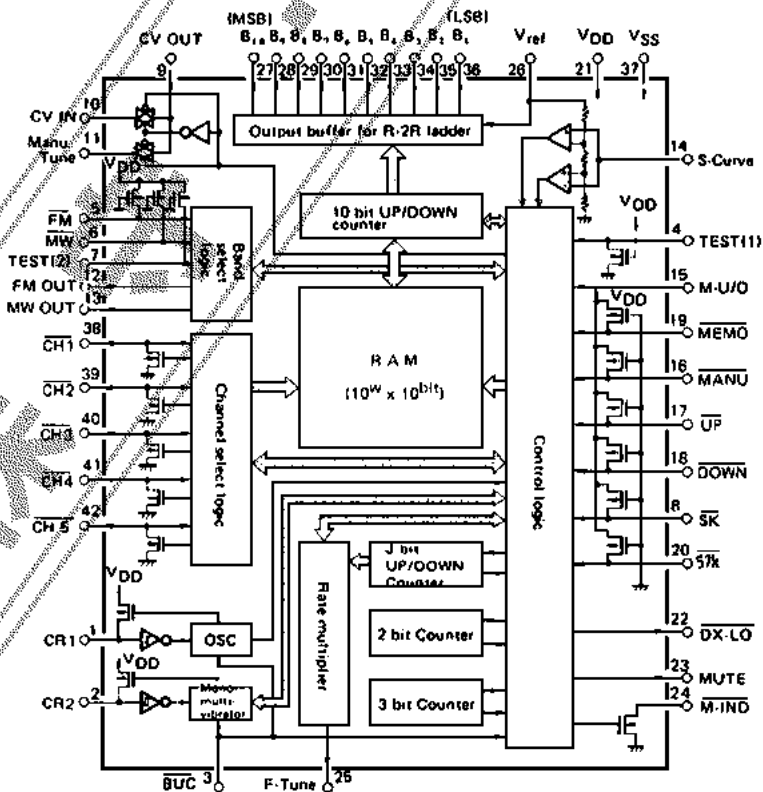 (MSB) (LSB)
CV OUT B₁₀ B₉ B₈ B₇ B₆ B₅ B₄ B₃ B₂ B₁ Vref VDD VSS
9 27 28 29 30 31 32 33 34 35 36 26 21 37
10
CV IN
11
Manu.
Tune
Output buffer for R-2R ladder
14
S-Curve
VDD
5
FM
6
MW
7
TEST(2)
12
FM OUT
13
MW OUT
Band
select
logic
10 bit UP/DOWN
counter
VDD
4
TEST(1)
15
M-U/O
VDD
19
MEMO
16
MANU
17
UP
18
DOWN
8
SK
20
38
CH1
39
CH2
40
CH3
41
CH4
42
CH5
Channel select logic
RAM
(10ᵂ x 10ᵇⁱᵗ)
Control logic
bit
UP/DOWN
Counter
Rate multiplier
2 bit Counter
3 bit Counter
VDD
CR1 1
OSC
VDD
CR2 2
Mono-
multi-
vibrator
22
DX-LO
23
MUTE
24
M-IND
3
F-Tune 25